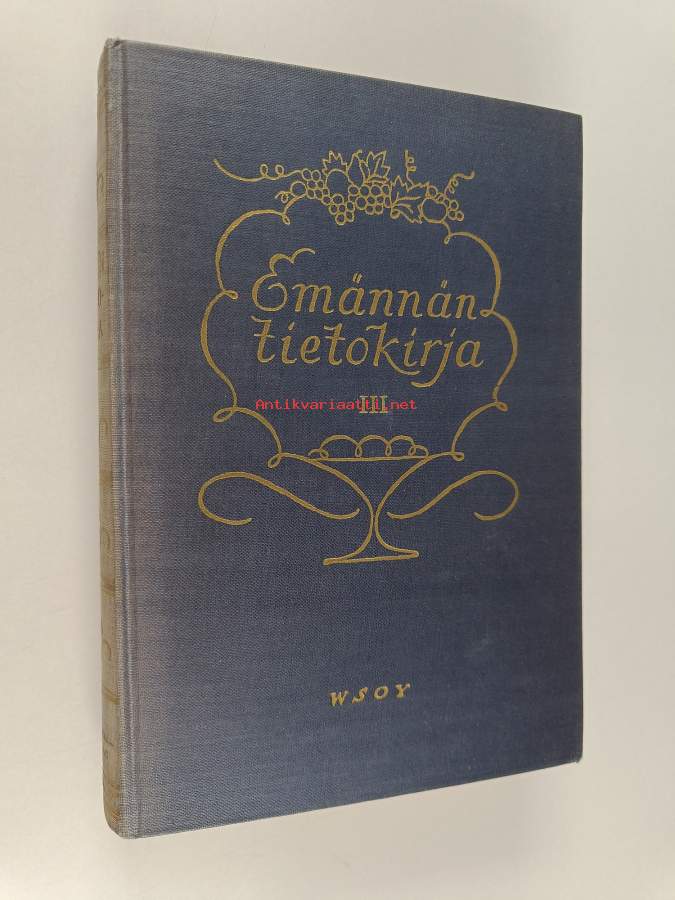 Emännän
tietokirja
III
Antikvariaatti.net
WSOY